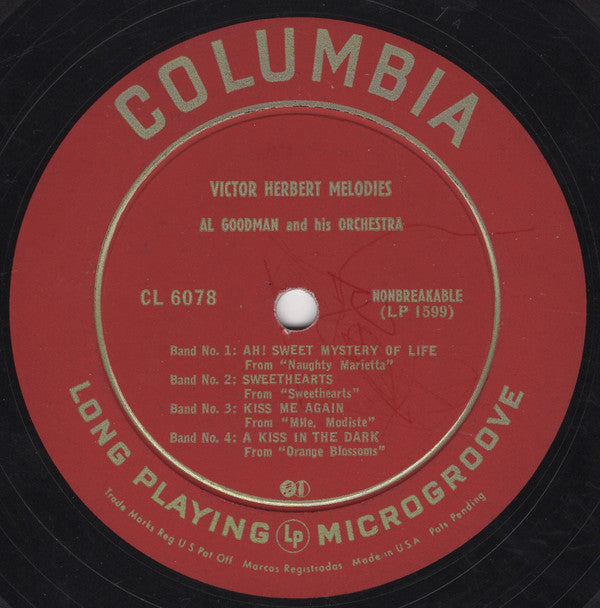 COLUMBIA
VICTOR HERBERT MELODIES
AL GOODMAN and his ORCHESTRA
CL 6078
NONBREAKABLE
(LP 1599)
Band No. 1: AH! SWEET MYSTERY OF LIFE
From "Naughty Marietta"
Band No. 2: SWEETHEARTS
From "Sweethearts"
Band No. 3: KISS ME AGAIN
From "Mlle. Modiste"
Band No. 4: A KISS IN THE DARK
From "Orange Blossoms"
LONG PLAYING Lp MICROGROOVE
Trade Marks Reg U S Pat Off Marcas Registradas Made in U.S.A Pats Pending